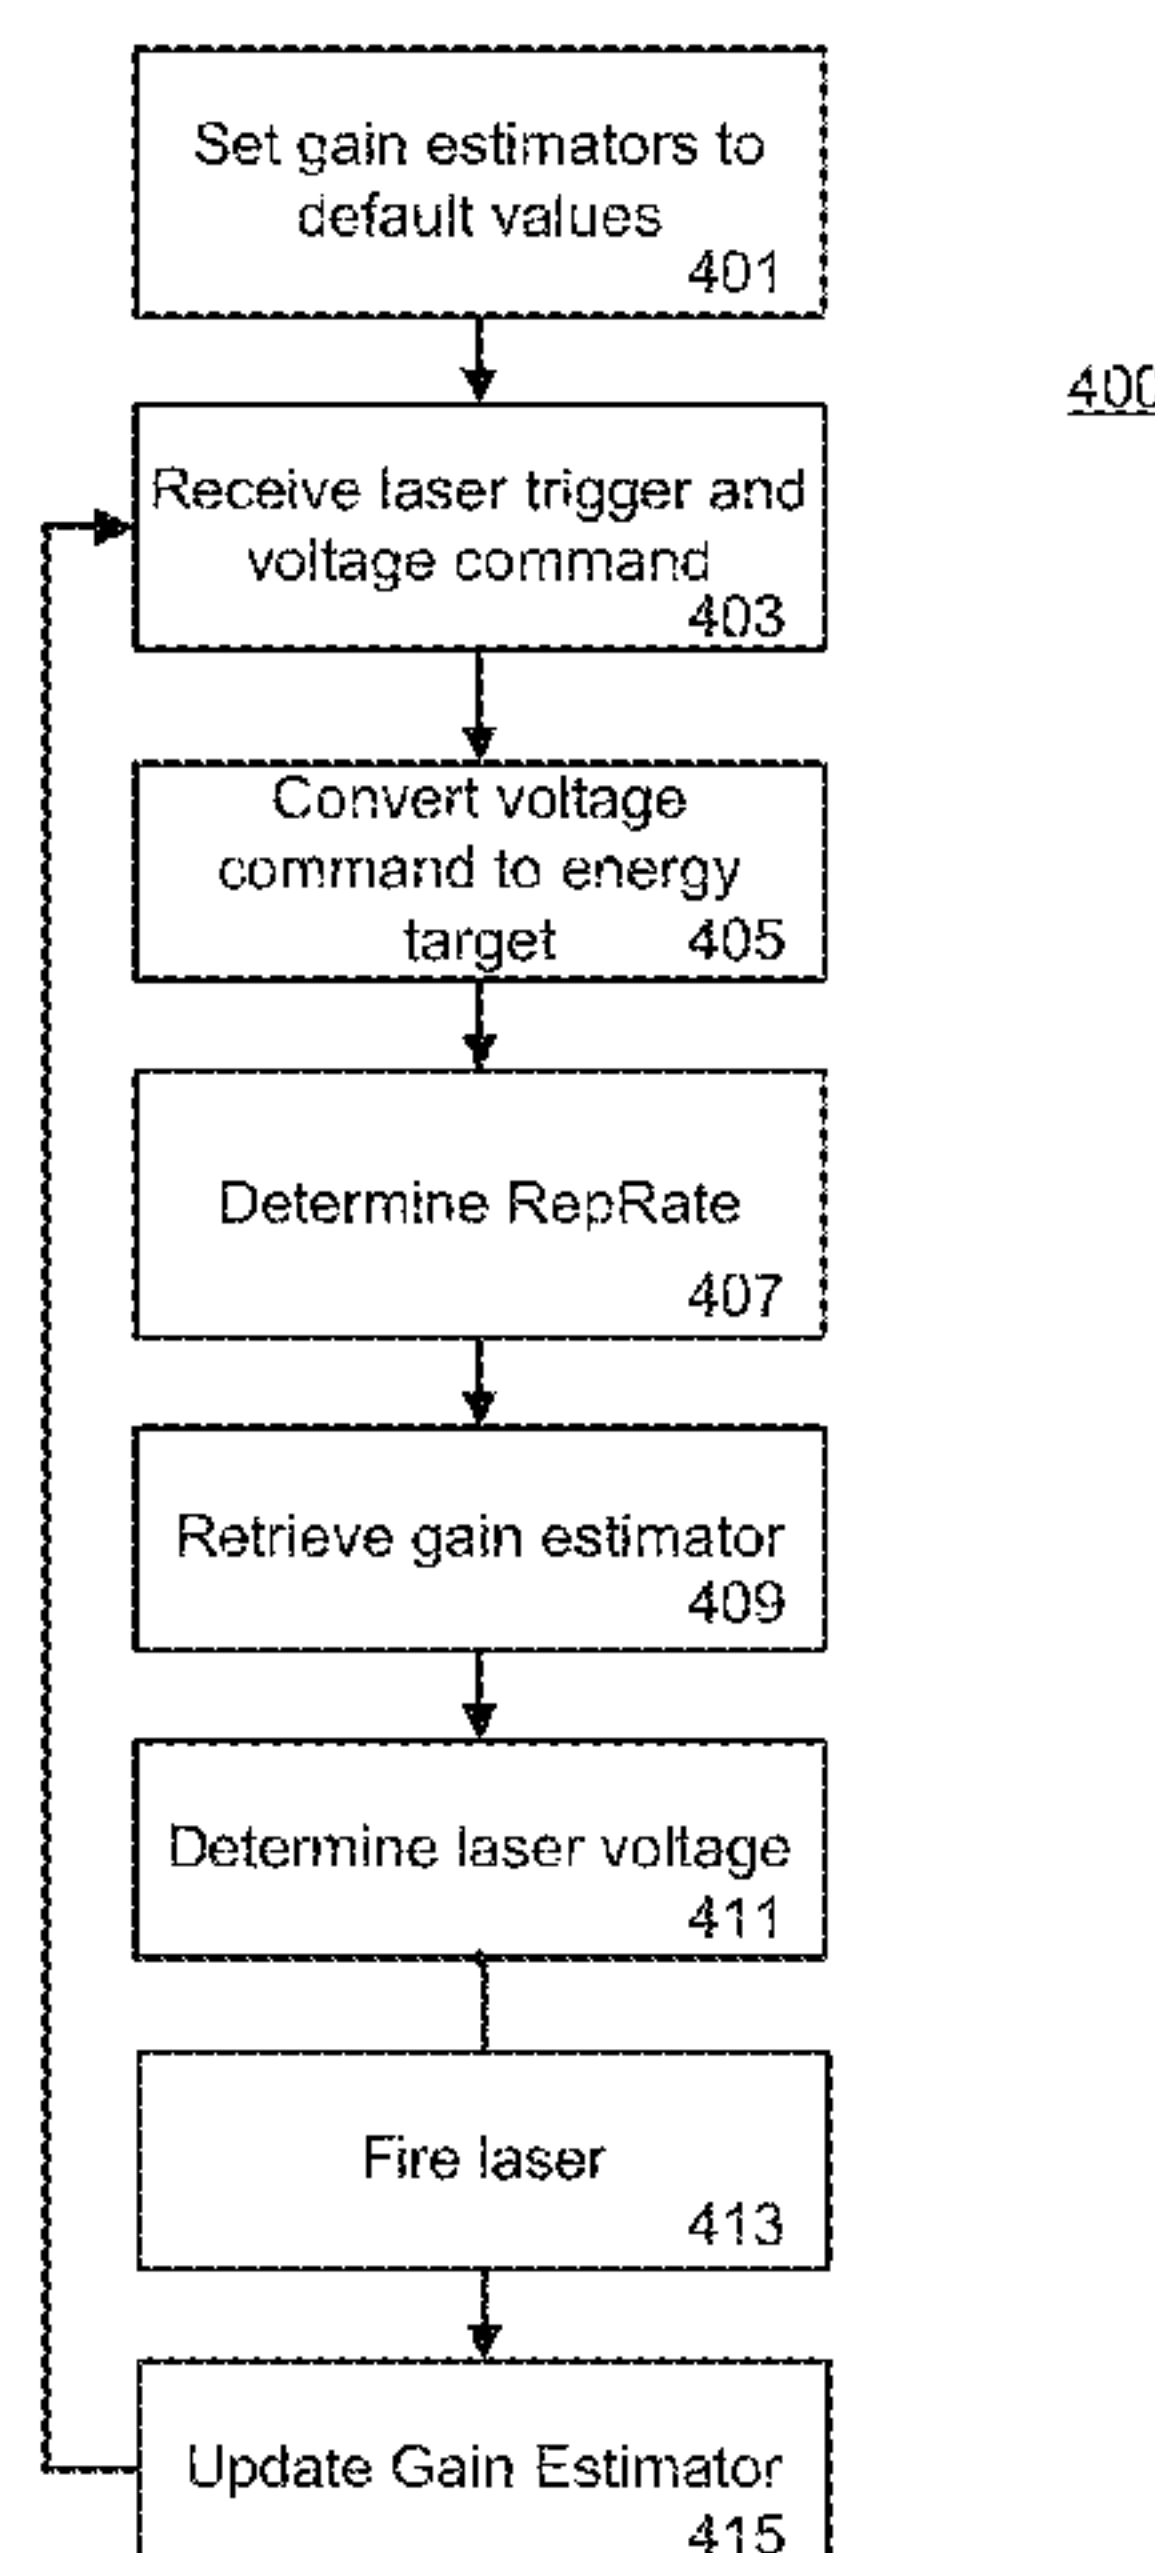 Set gain estimators to
default values
401
400
Receive laser trigger and
voltage command
403
Convert voltage
command to energy
target 405
Determine RepRate
407
Retrieve gain estimator
409
Determine laser voltage
411
Fire laser
413
Update Gain Estimator
415